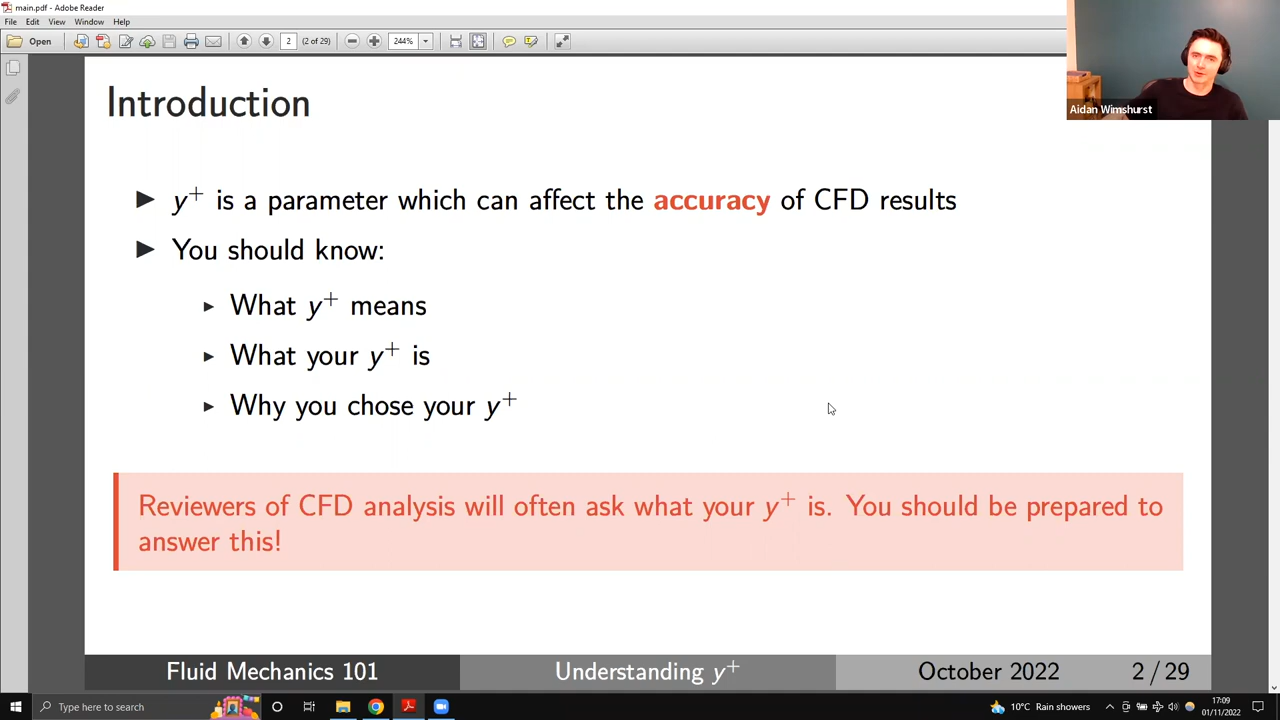 main.pdf - Adobe Reader
File Edit View Window Help
Open 2 (2 of 29) 244%
Aidan Wimshurst
Introduction
y+ is a parameter which can affect the accuracy of CFD results
You should know:
What y+ means
What your y+ is
Why you chose your y+
Reviewers of CFD analysis will often ask what your y+ is. You should be prepared to
answer this!
Fluid Mechanics 101 Understanding y+ October 2022 2 / 29
Type here to search 10°C Rain showers 17:09
01/11/2022